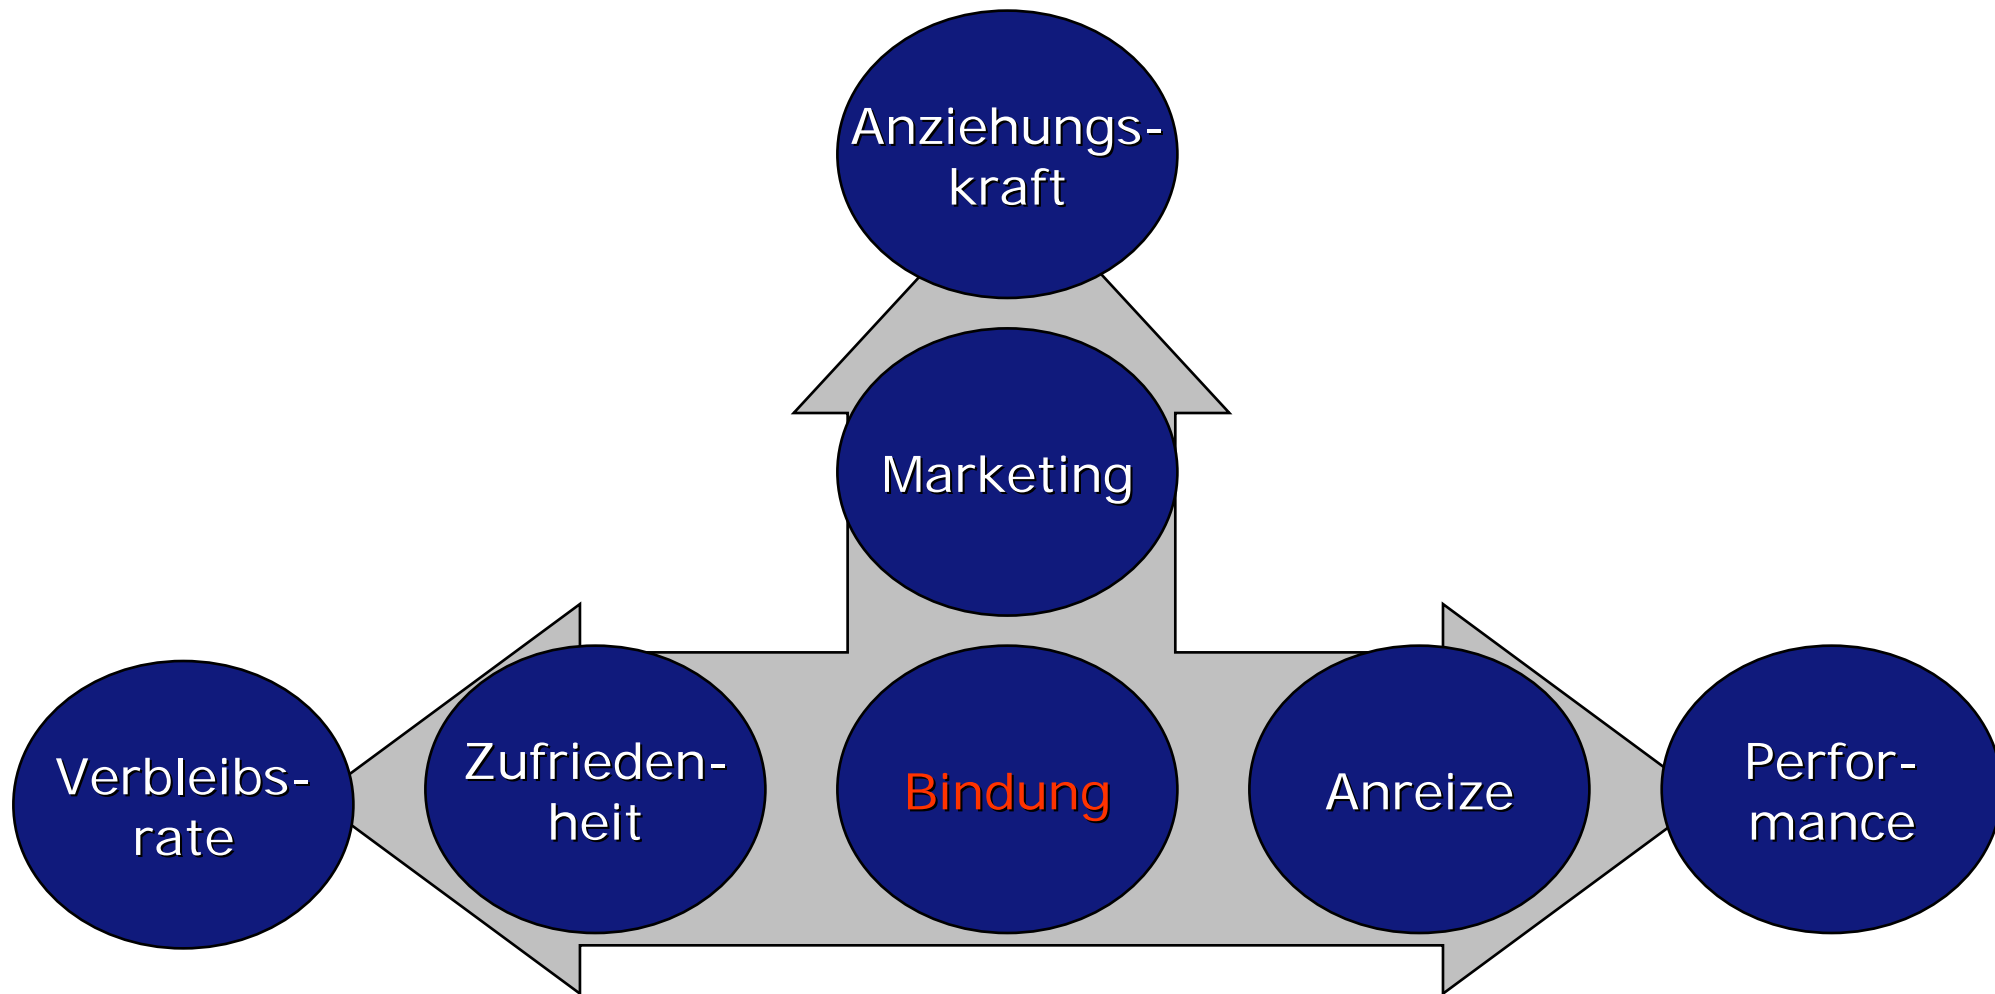 Anziehungs-
kraft
Marketing
Verbleibs-
rate
Zufrieden-
heit
Bindung
Anreize
Perfor-
mance